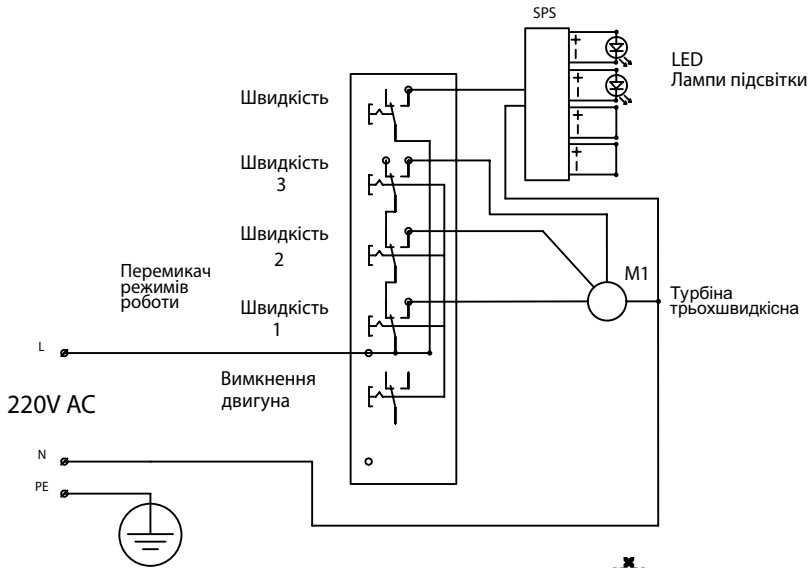 SPS
+
−
LED
Лампи підсвітки
+
−
+
−
+
−
Швидкість
Швидкість
3
Швидкість
2
Перемикач
режимів
роботи
M1
Турбіна
трьохшвидкісна
Швидкість
1
L
Вимкнення
двигуна
220V AC
N
PE